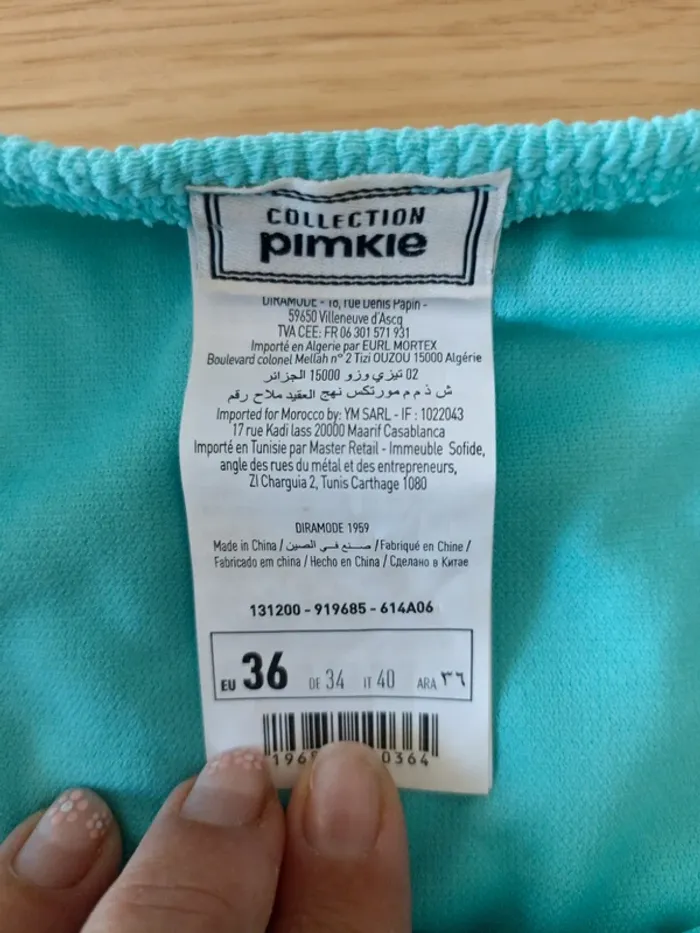 COLLECTION
pimkie
DIRAMODE - 18, rue Denis Papin -
59650 Villeneuve d'Ascq
TVA CEE: FR 06 301 571 931
Importé en Algerie par EURL MORTEX
Boulevard colonel Mellah n° 2 Tizi OUZOU 15000 Algérie
02 تيزي وزو 15000 الجزائر
ش ذ م م مورتكس نهج العقيد ملاح رقم
Imported for Morocco by: YM SARL - IF : 1022043
17 rue Kadi lass 20000 Maarif Casablanca
Importé en Tunisie par Master Retail - Immeuble Sofide,
angle des rues du métal et des entrepreneurs,
ZI Charguia 2, Tunis Carthage 1080
DIRAMODE 1959
Made in China / صنع في الصين / Fabriqué en Chine /
Fabricado em china / Hecho en China / Сделано в Китае
131200 - 919685 - 614A06
EU 36 DE 34 IT 40 ARA ٣٦
196 0364